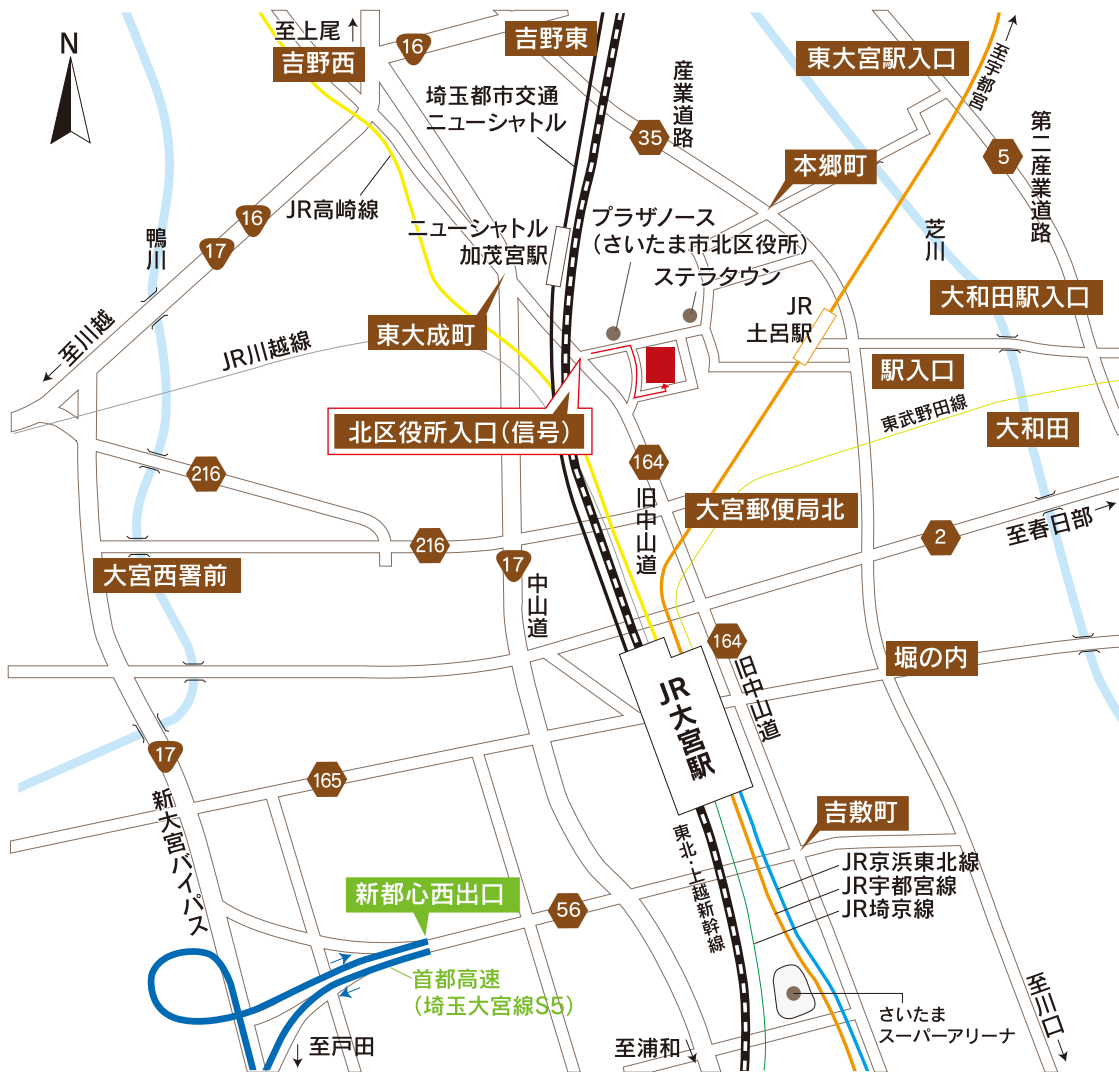 至上尾
16
吉野東
吉野西
東大宮駅入口
至宇都宮
N
産業道路
埼玉都市交通
ニューシャトル
35
第二産業道路
5
本郷町
JR高崎線
16
17
鴨川
ニューシャトル
加茂宮駅
プラザノース
(さいたま市北区役所)
ステラタウン
芝川
大和田駅入口
至川越
JR川越線
東大成町
JR
土呂駅
駅入口
東武野田線
大和田
北区役所入口(信号)
216
164
旧中山道
大宮郵便局北
2
至春日部
216
17
中山道
大宮西署前
164
旧中山道
堀の内
JR大宮駅
17
165
新大宮バイパス
吉敷町
東北・上越新幹線
JR京浜東北線
JR宇都宮線
JR埼京線
新都心西出口
56
首都高速
(埼玉大宮線S5)
さいたま
スーパーアリーナ
至川口
至戸田
至浦和